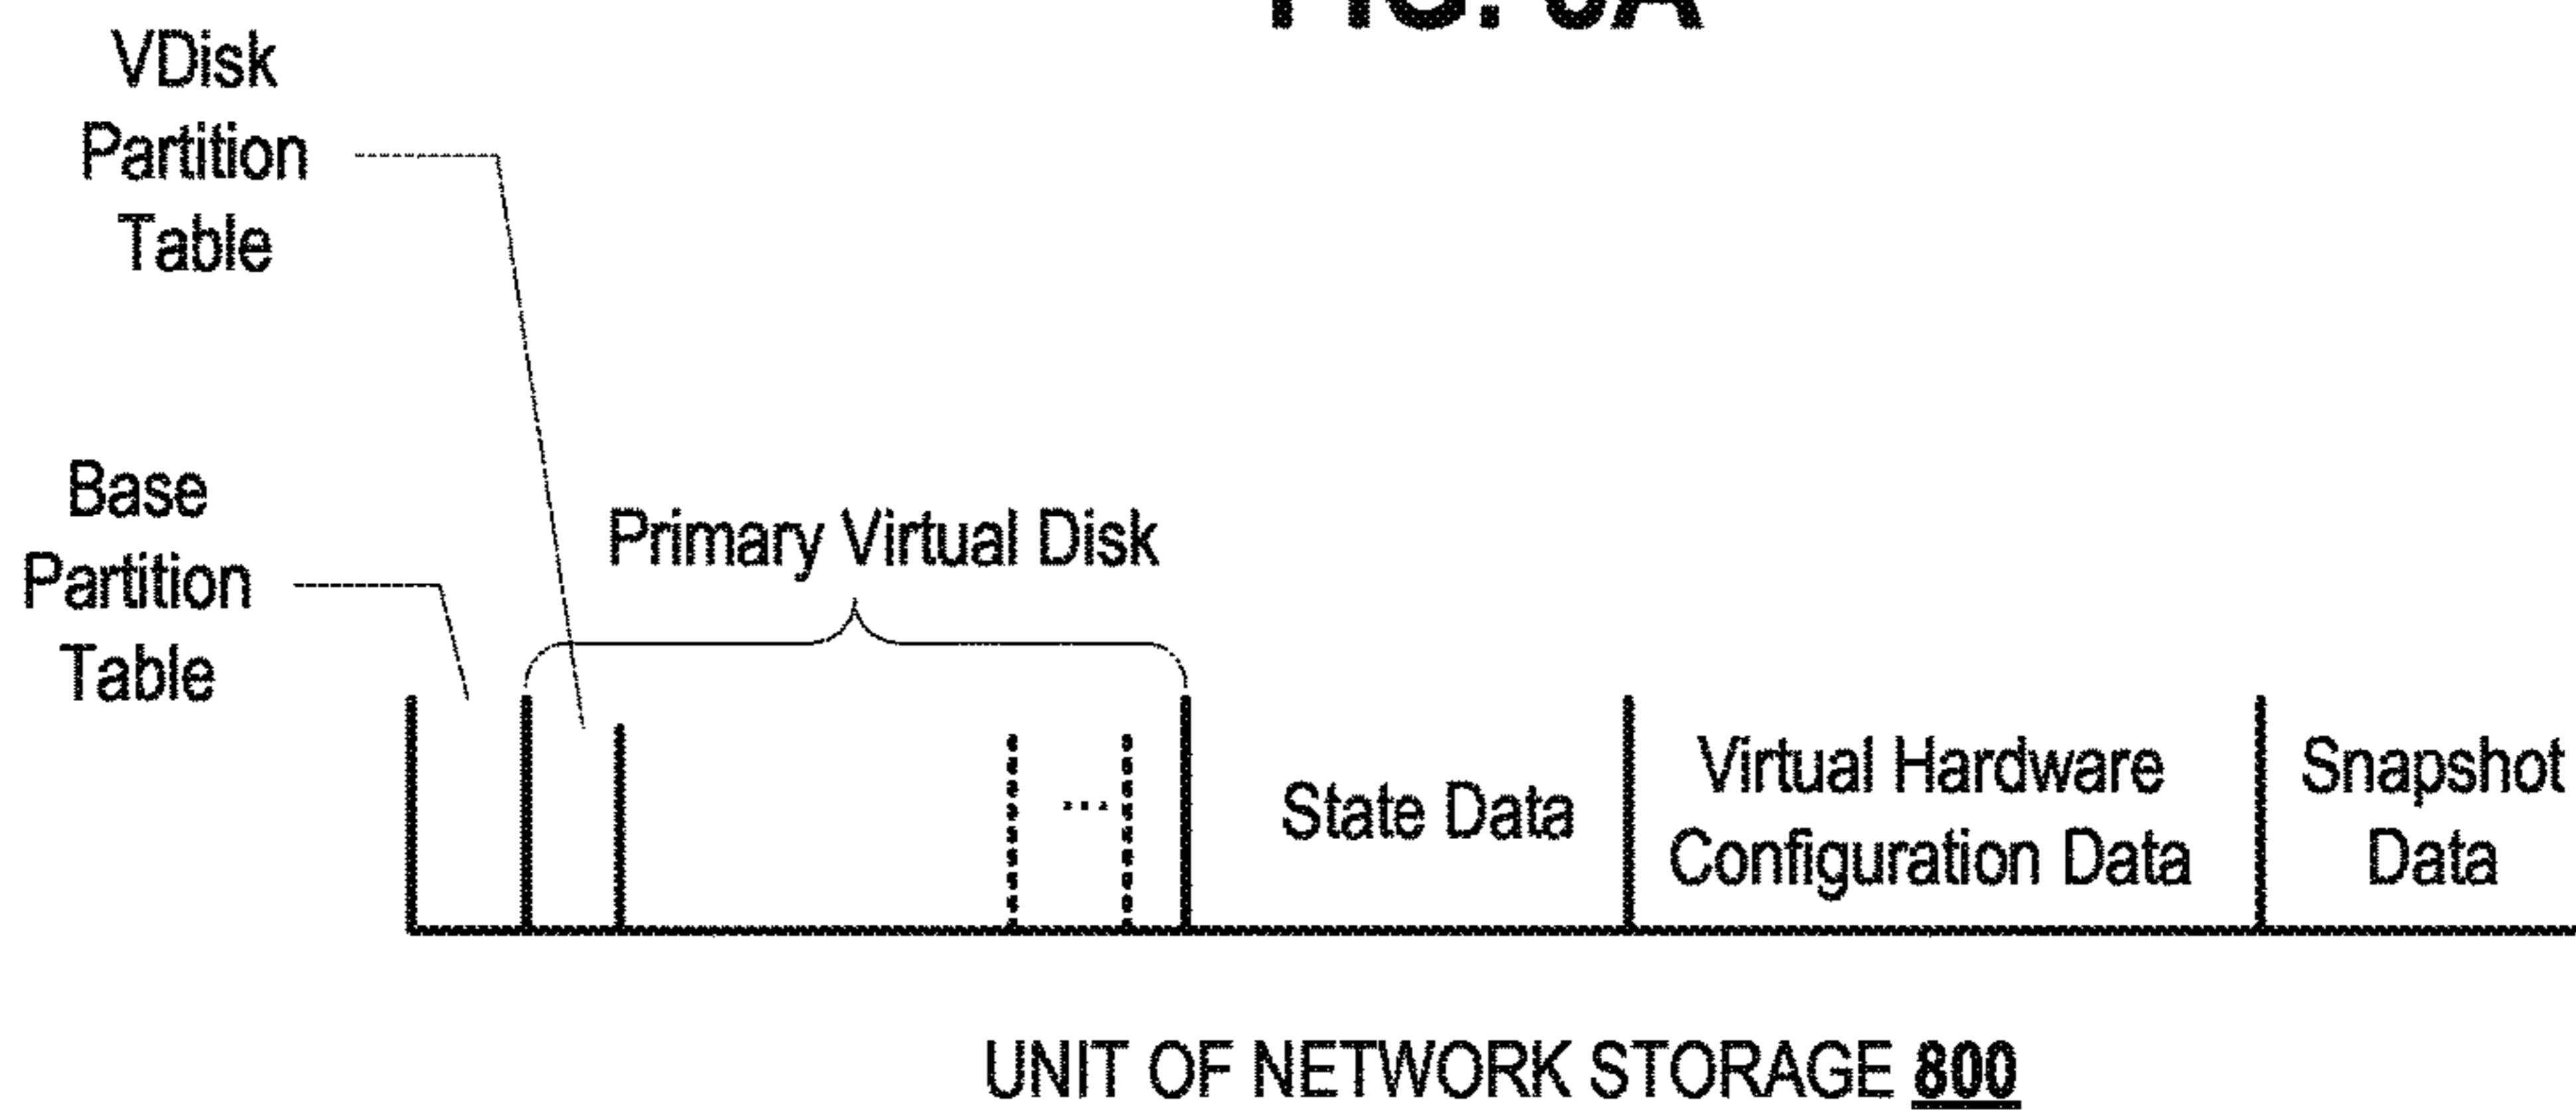 VDisk
Partition
Table
Base
Partition
Table
Primary Virtual Disk
...
State Data
Virtual Hardware
Configuration Data
Snapshot
Data
UNIT OF NETWORK STORAGE 800